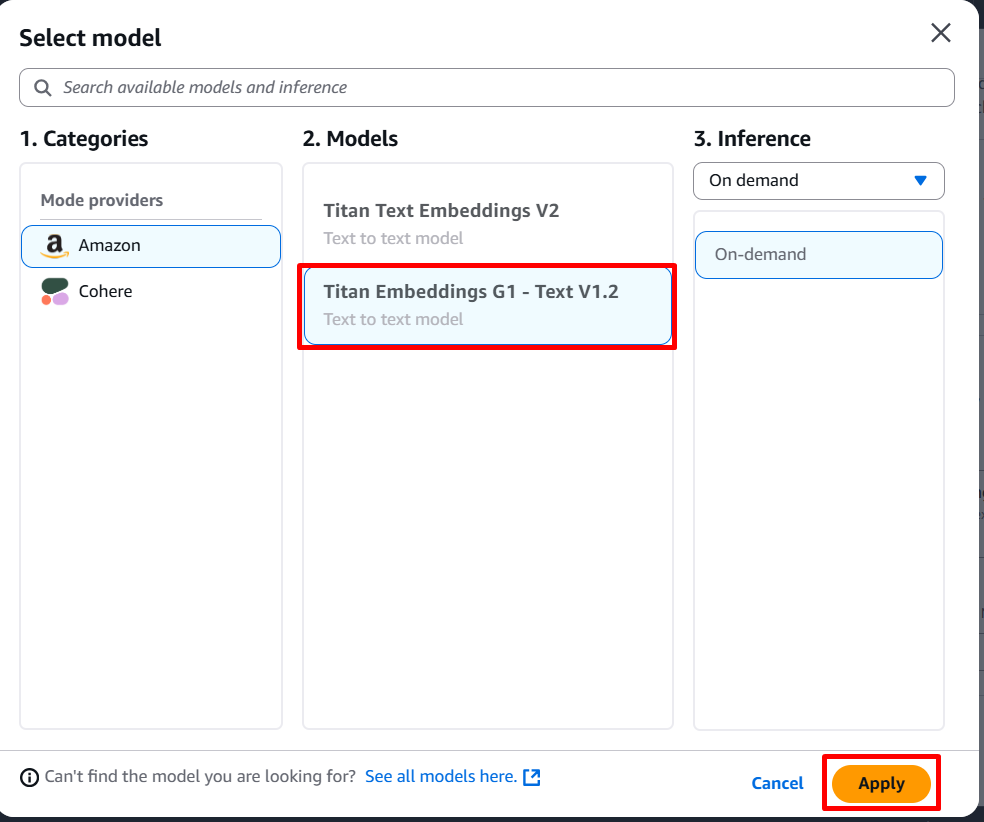 Select model
Search available models and inference
1. Categories
2. Models
3. Inference
Mode providers
Amazon
Cohere
Titan Text Embeddings V2
Text to text model
Titan Embeddings G1 - Text V1.2
Text to text model
On demand
On-demand
Can't find the model you are looking for? See all models here.
Cancel
Apply